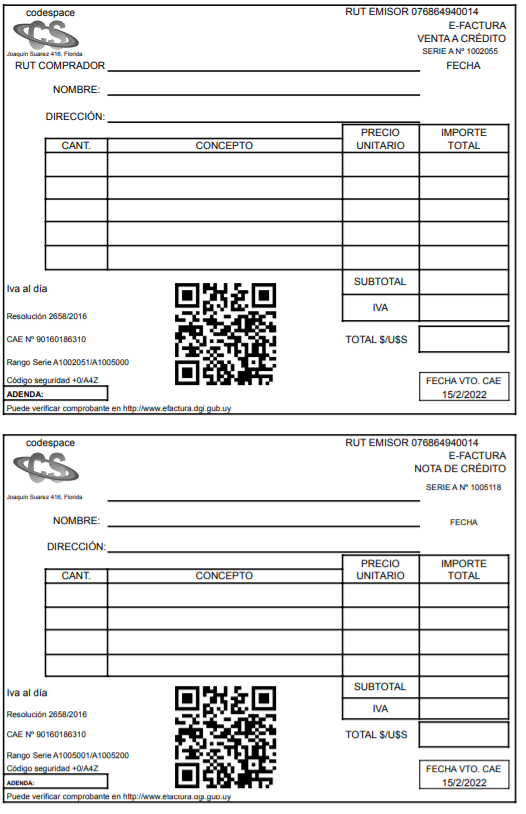 codespace
CS
Joaquín Suarez 416, Florida
RUT EMISOR 076864940014
E-FACTURA
VENTA A CRÉDITO
SERIE A Nº 1002055
RUT COMPRADOR
FECHA
NOMBRE:
DIRECCIÓN:
CANT. CONCEPTO PRECIO UNITARIO IMPORTE TOTAL
SUBTOTAL
Iva al día
IVA
Resolución 2658/2016
CAE Nº 90160186310
TOTAL $/U$S
Rango Serie A1002051/A1005000
Código seguridad +0/A4Z
FECHA VTO. CAE
15/2/2022
ADENDA:
Puede verificar comprobante en http://www.efactura.dgi.gub.uy
codespace
CS
Joaquin Suarez 416, Florida
RUT EMISOR 076864940014
E-FACTURA
NOTA DE CRÉDITO
SERIE A Nº 1005118
NOMBRE:
FECHA
DIRECCIÓN:
CANT. CONCEPTO PRECIO UNITARIO IMPORTE TOTAL
SUBTOTAL
Iva al día
IVA
Resolución 2658/2016
CAE Nº 90160186310
TOTAL $/U$S
Rango Serie A1005001/A1005200
Código seguridad +0/A4Z
FECHA VTO. CAE
15/2/2022
ADENDA:
Puede verificar comprobante en http://www.efactura.dgi.gub.uy